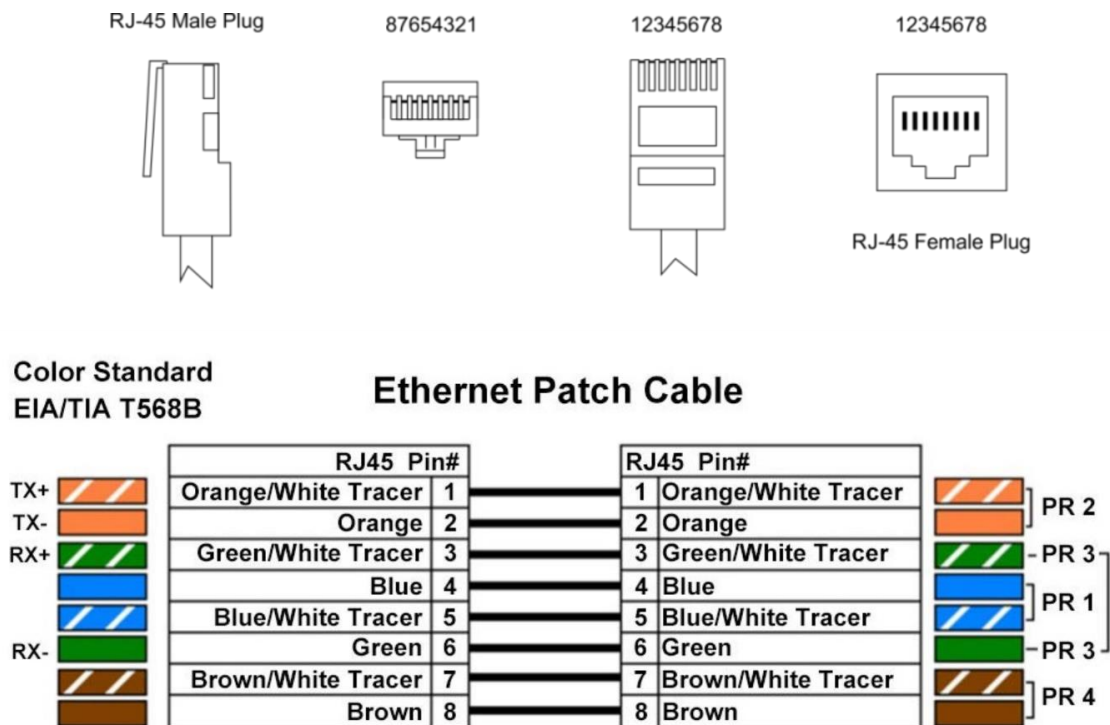 RJ-45 Male Plug
87654321
12345678
12345678
RJ-45 Female Plug
Color Standard
EIA/TIA T568B
Ethernet Patch Cable
RJ45 Pin#
RJ45 Pin#
TX+ Orange/White Tracer 1 1 Orange/White Tracer
PR 2
TX- Orange 2 2 Orange
RX+ Green/White Tracer 3 3 Green/White Tracer PR 3
Blue 4 4 Blue
PR 1
Blue/White Tracer 5 5 Blue/White Tracer
RX- Green 6 6 Green PR 3
Brown/White Tracer 7 7 Brown/White Tracer
PR 4
Brown 8 8 Brown